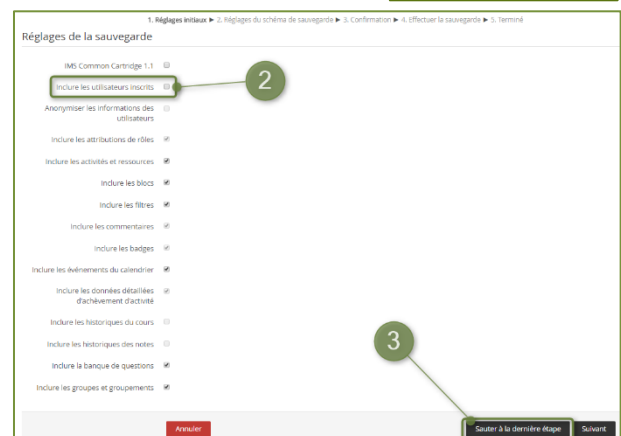 1. Réglages initiaux ► 2. Réglages du schéma de sauvegarde ► 3. Confirmation ► 4. Effectuer la sauvegarde ► 5. Terminé
Réglages de la sauvegarde
IMS Common Cartridge 1.1
Inclure les utilisateurs inscrits
2
Anonymiser les informations des
utilisateurs
Inclure les attributions de rôles
Inclure les activités et ressources
Inclure les blocs
Inclure les filtres
Inclure les commentaires
Inclure les badges
Inclure les événements du calendrier
Inclure les données détaillées
d'achèvement d'activité
Inclure les historiques du cours
Inclure les historiques des notes
3
Inclure la banque de questions
Inclure les groupes et groupements
Annuler
Sauter à la dernière étape
Suivant